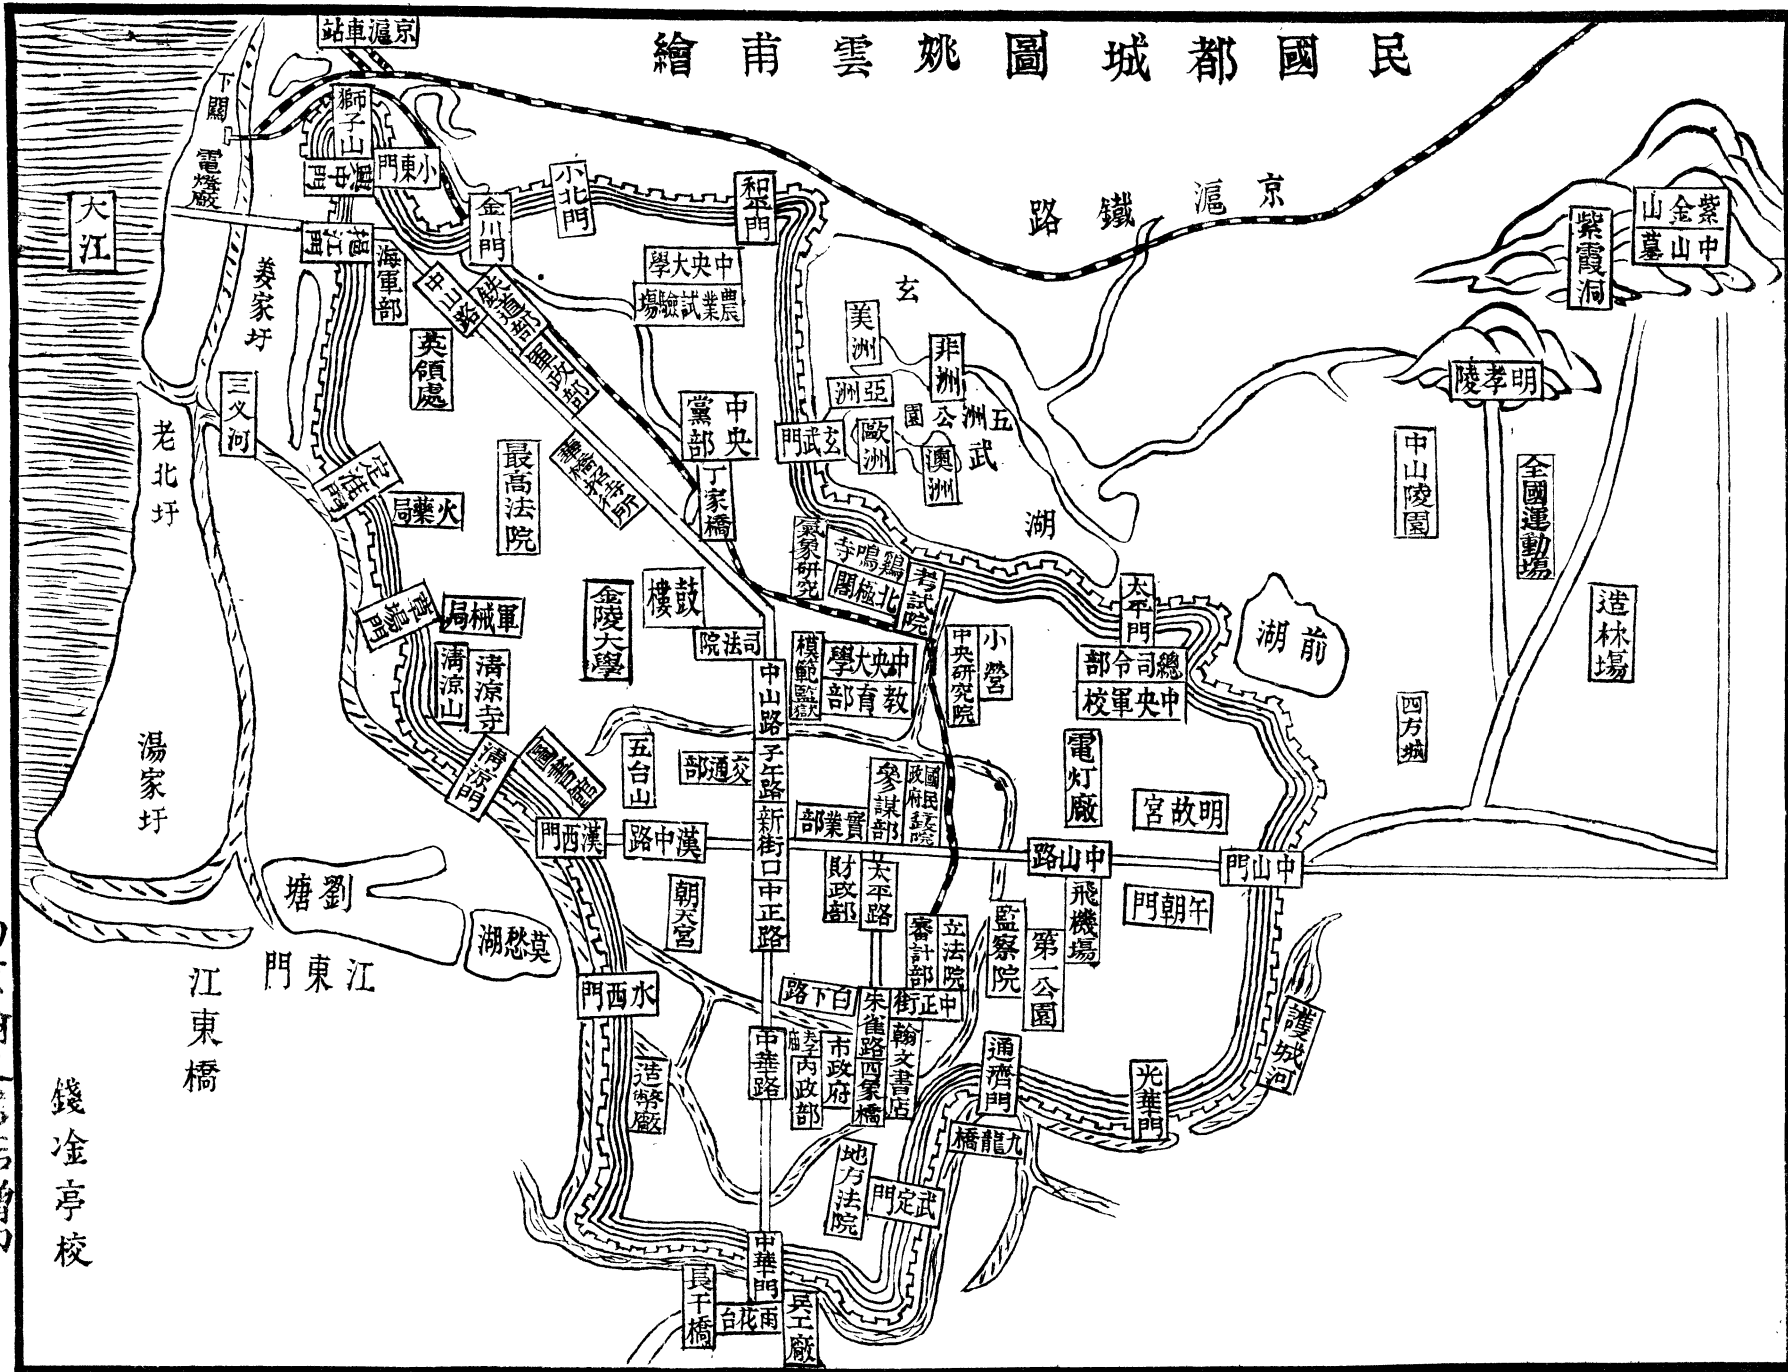 民國都城圖姚雲甫繪
京滬車站
下關
獅子山
電燈廠
興中門
小東門
金川門
小北門
和平門
京滬鐵路
大江
挹江門
海軍部
姜家圩
中山路
鉄道部
軍政部
英領處
中央大學
農業試驗場
玄
武
湖
美洲
非洲
亞洲
五洲公園
歐洲
澳洲
玄武門
紫金山
中山墓
紫霞洞
明孝陵
中山陵園
全國運動場
造林場
四方城
三义河
老北圩
定淮門
火藥局
最高法院
華僑招待所
中央黨部
丁家橋
氣象研究
鷄鳴寺
北極閣
考試院
太平門
前湖
軍械局
金陵大學
鼓樓
司法院
模範監獄
中央大學
教育部
中央研究院
小營
總司令部
中央軍校
清涼山
清涼寺
清涼門
圖書館
五台山
交通部
中山路
子午路
新街口
中正路
參謀部
國民政府
實業部
電灯廠
明故宮
湯家圩
漢西門
漢中路
中山路
中山門
財政部
太平路
朝天宮
飛機場
午朝門
劉塘
莫愁湖
審計部
立法院
監察院
第一公園
江東門
江東橋
水西門
白下路
朱雀路
四象橋
中正街
翰文書店
護城河
中華路
內政部
市政府
通濟門
光華門
造幣廠
九龍橋
地方法院
武定門
錢淦亭校
中華門
長干橋
雨花台
兵工廠